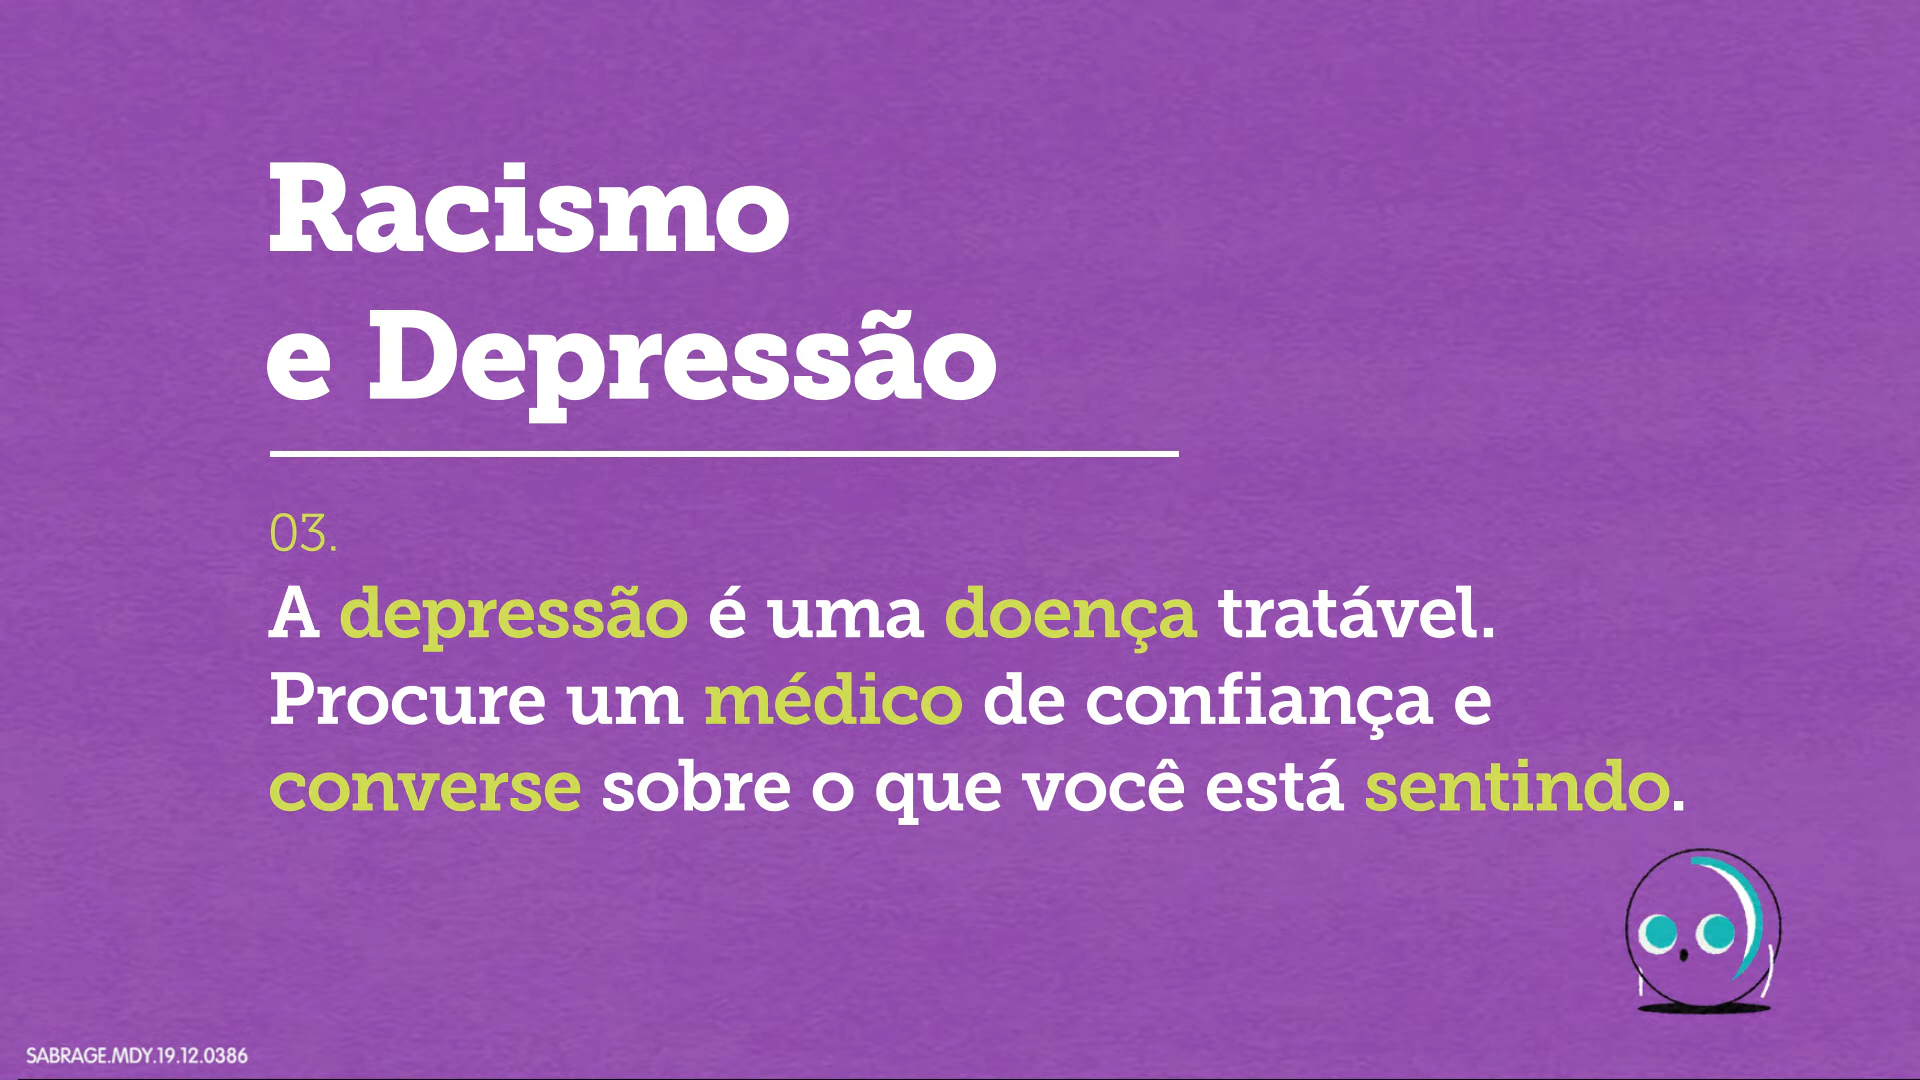 Racismo
e Depressão
03.
A depressão é uma doença tratável.
Procure um médico de confiança e
converse sobre o que você está sentindo.
SABRAGE.MDY.19.12.0386